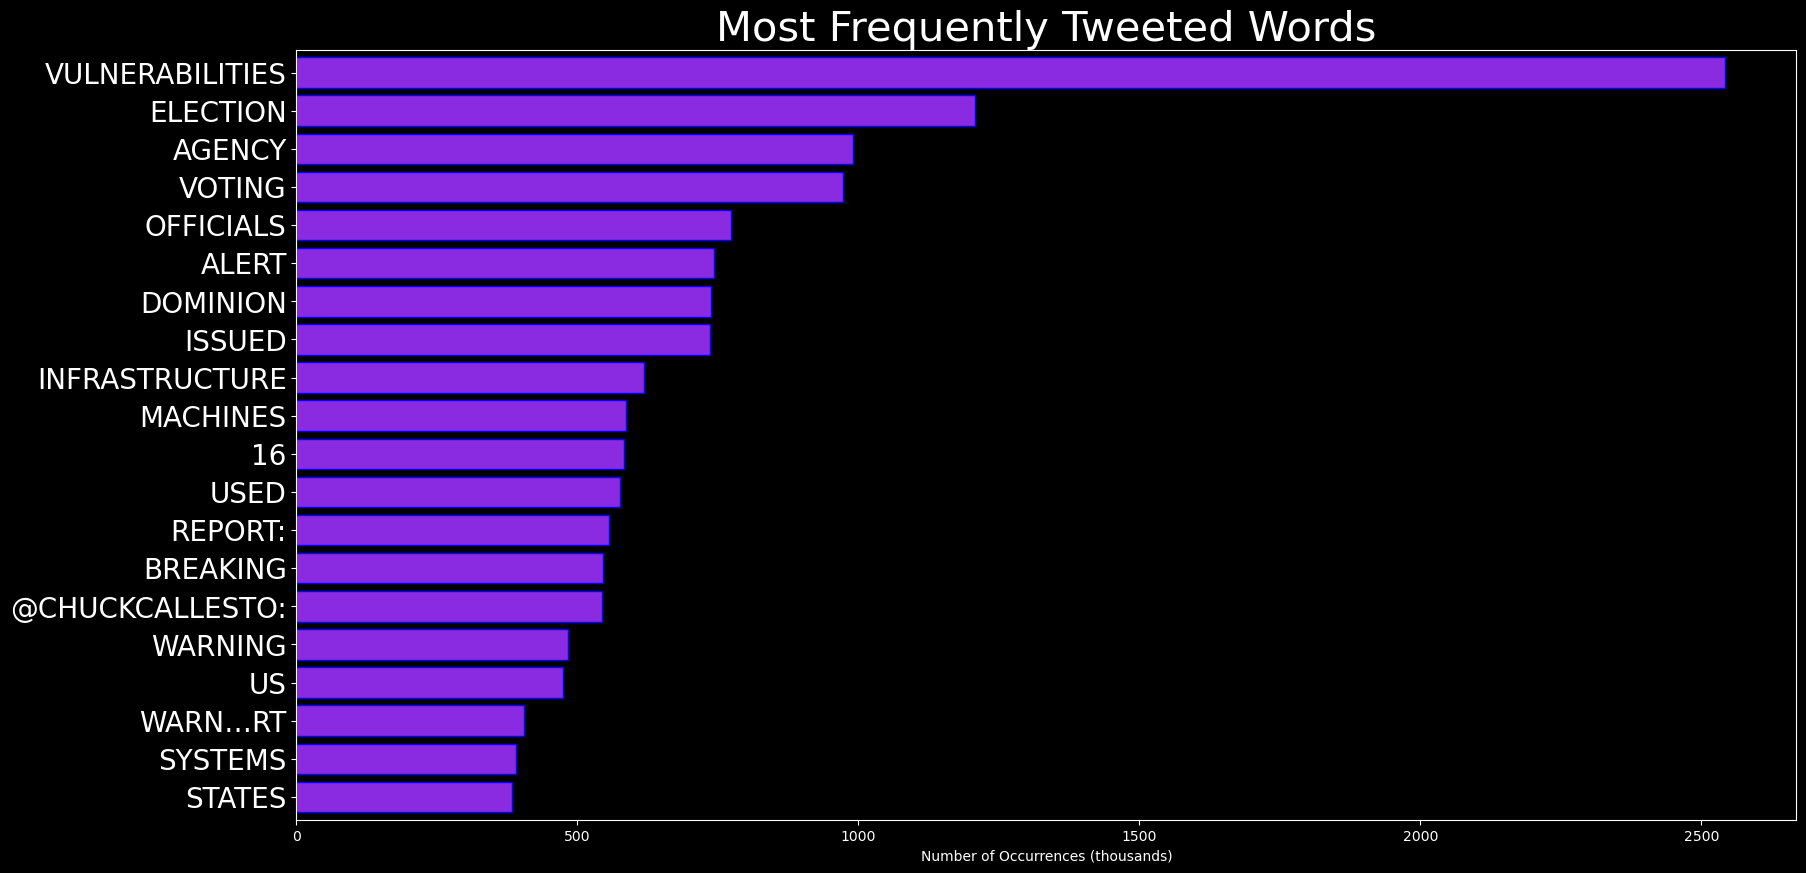 Most Frequently Tweeted Words
VULNERABILITIES
ELECTION
AGENCY
VOTING
OFFICIALS
ALERT
DOMINION
ISSUED
INFRASTRUCTURE
MACHINES
16
USED
REPORT:
BREAKING
@CHUCKCALLESTO:
WARNING
US
WARN…RT
SYSTEMS
STATES
0 500 1000 1500 2000 2500
Number of Occurrences (thousands)